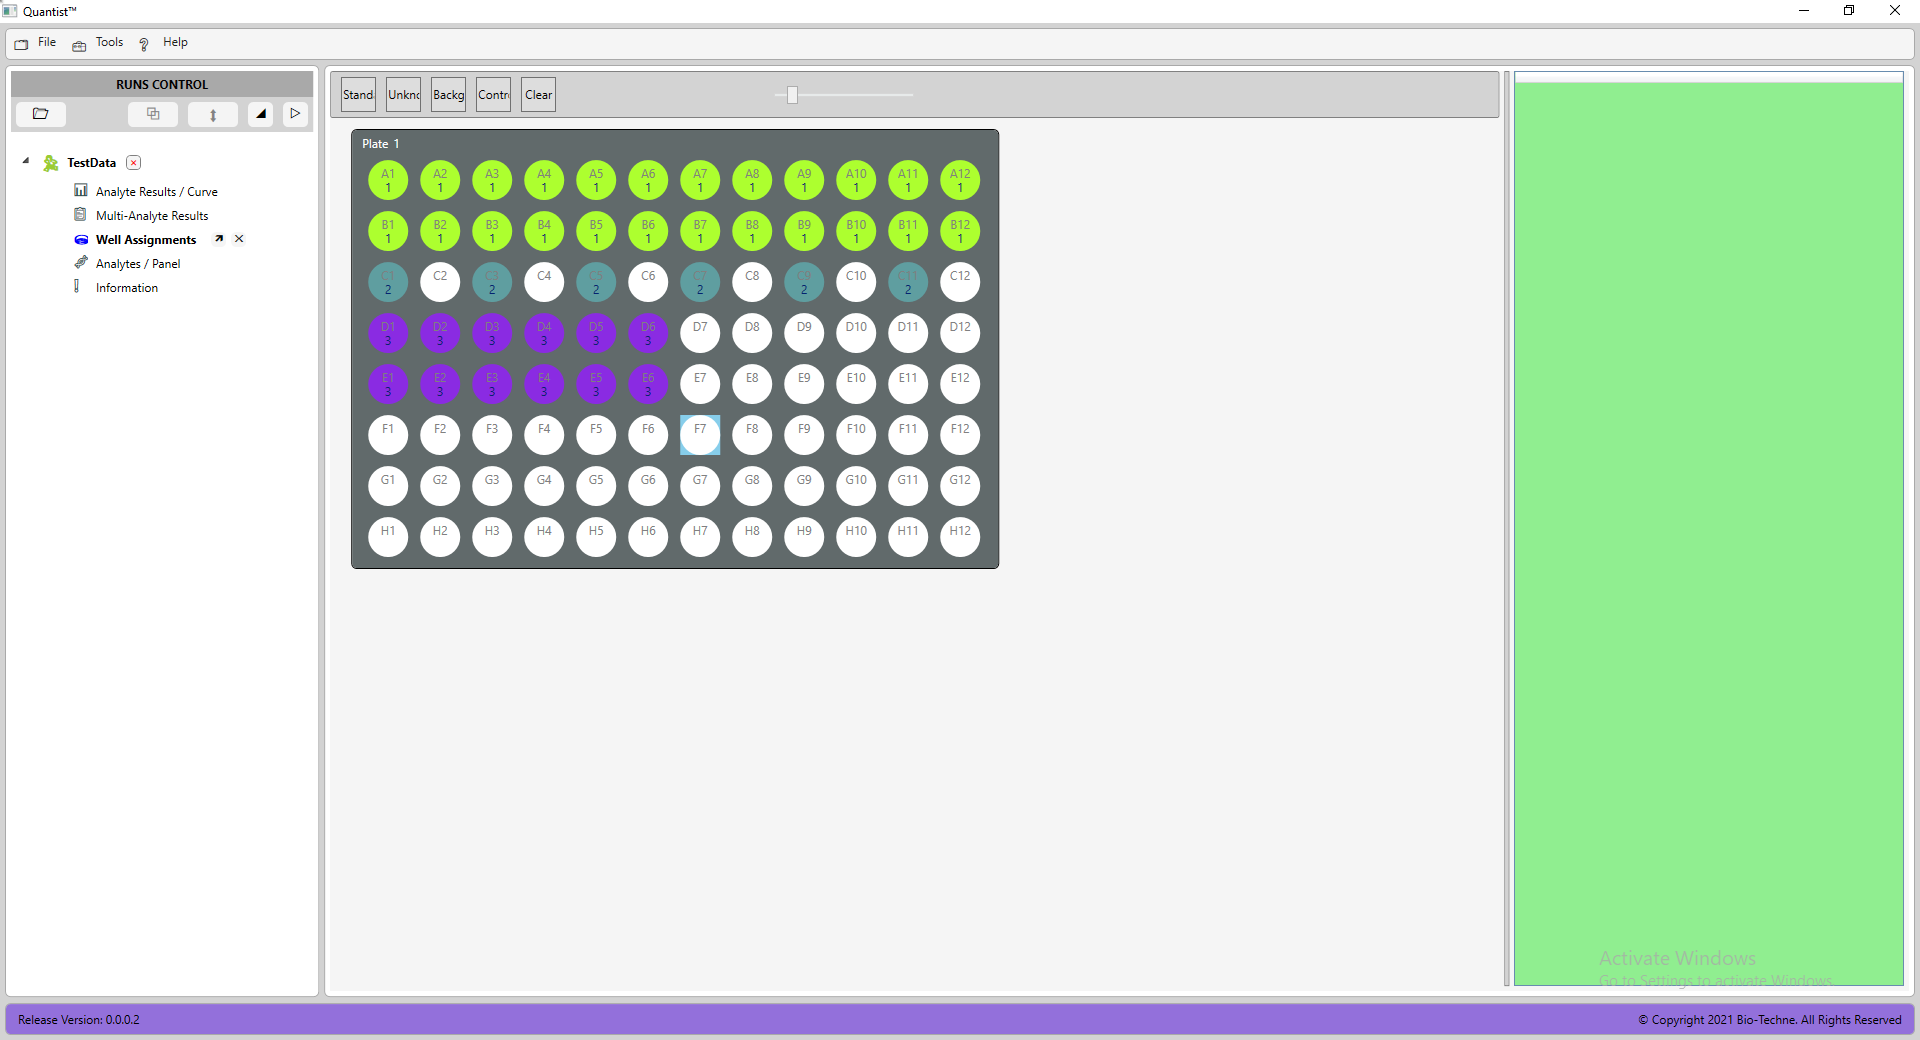 Quantist™
File Tools ? Help
RUNS CONTROL
Stand Unkno Backg Contr Clear
TestData
Analyte Results / Curve
Multi-Analyte Results
Well Assignments
Analytes / Panel
Information
Plate 1
A1 A2 A3 A4 A5 A6 A7 A8 A9 A10 A11 A12
1 1 1 1 1 1 1 1 1 1 1 1
B1 B2 B3 B4 B5 B6 B7 B8 B9 B10 B11 B12
1 1 1 1 1 1 1 1 1 1 1 1
C1 C2 C3 C4 C5 C6 C7 C8 C9 C10 C11 C12
2 2 2 2 2 2
D1 D2 D3 D4 D5 D6 D7 D8 D9 D10 D11 D12
3 3 3 3 3 3
E1 E2 E3 E4 E5 E6 E7 E8 E9 E10 E11 E12
3 3 3 3 3 3
F1 F2 F3 F4 F5 F6 F7 F8 F9 F10 F11 F12
G1 G2 G3 G4 G5 G6 G7 G8 G9 G10 G11 G12
H1 H2 H3 H4 H5 H6 H7 H8 H9 H10 H11 H12
Activate Windows
Go to Settings to activate Windows.
Release Version: 0.0.0.2
© Copyright 2021 Bio-Techne. All Rights Reserved